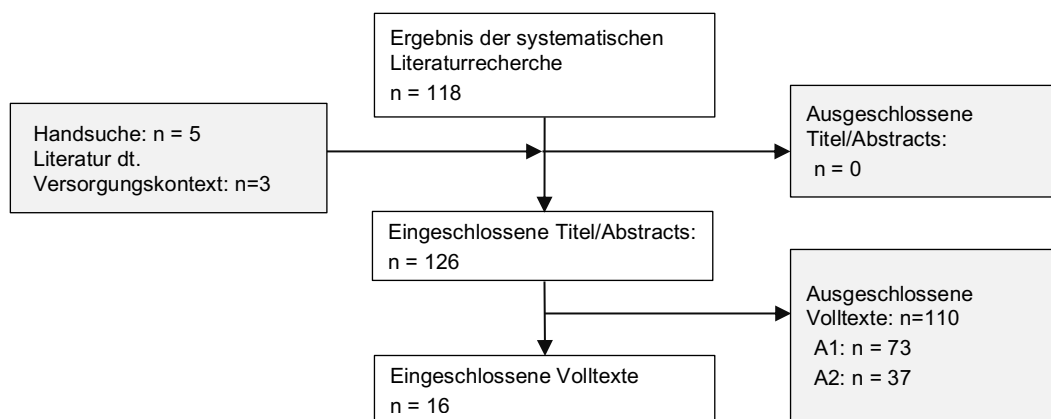 Ergebnis der systematischen
Literaturrecherche
n = 118
Handsuche: n = 5
Literatur dt.
Versorgungskontext: n=3
Ausgeschlossene
Titel/Abstracts:
n = 0
Eingeschlossene Titel/Abstracts:
n = 126
Ausgeschlossene
Volltexte: n=110
A1: n = 73
A2: n = 37
Eingeschlossene Volltexte
n = 16